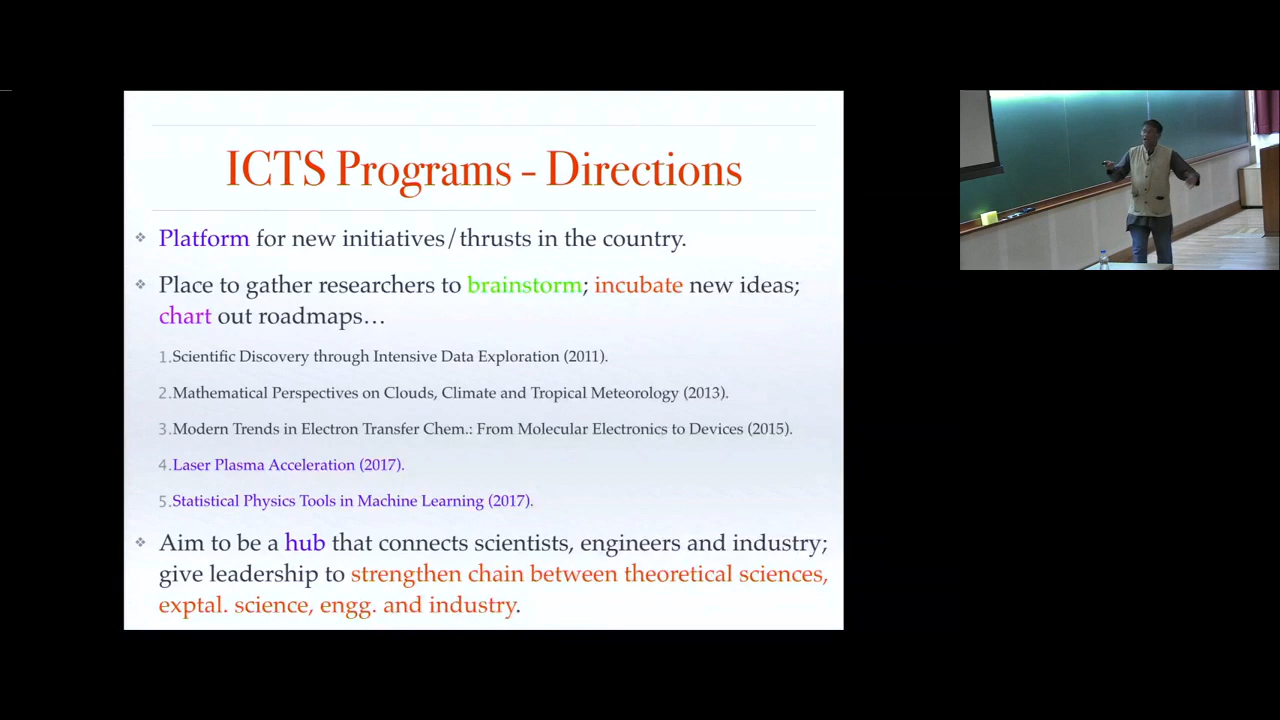 ICTS Programs - Directions
❖ Platform for new initiatives/thrusts in the country.
❖ Place to gather researchers to brainstorm; incubate new ideas;
chart out roadmaps...
1.Scientific Discovery through Intensive Data Exploration (2011).
2.Mathematical Perspectives on Clouds, Climate and Tropical Meteorology (2013).
3.Modern Trends in Electron Transfer Chem.: From Molecular Electronics to Devices (2015).
4.Laser Plasma Acceleration (2017).
5.Statistical Physics Tools in Machine Learning (2017).
❖ Aim to be a hub that connects scientists, engineers and industry;
give leadership to strengthen chain between theoretical sciences,
exptal. science, engg. and industry.